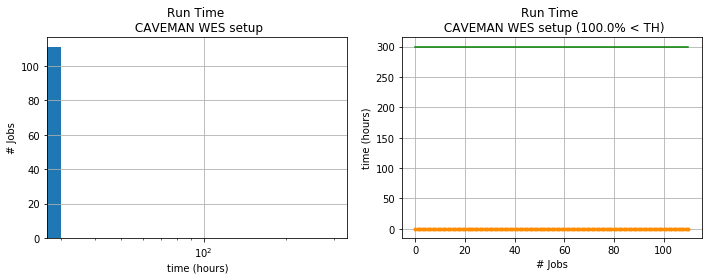 Run Time
CAVEMAN WES setup
100
80
60
40
20
0
# Jobs
10²
time (hours)
Run Time
CAVEMAN WES setup (100.0% < TH)
300
250
200
150
100
50
0
time (hours)
0 20 40 60 80 100
# Jobs